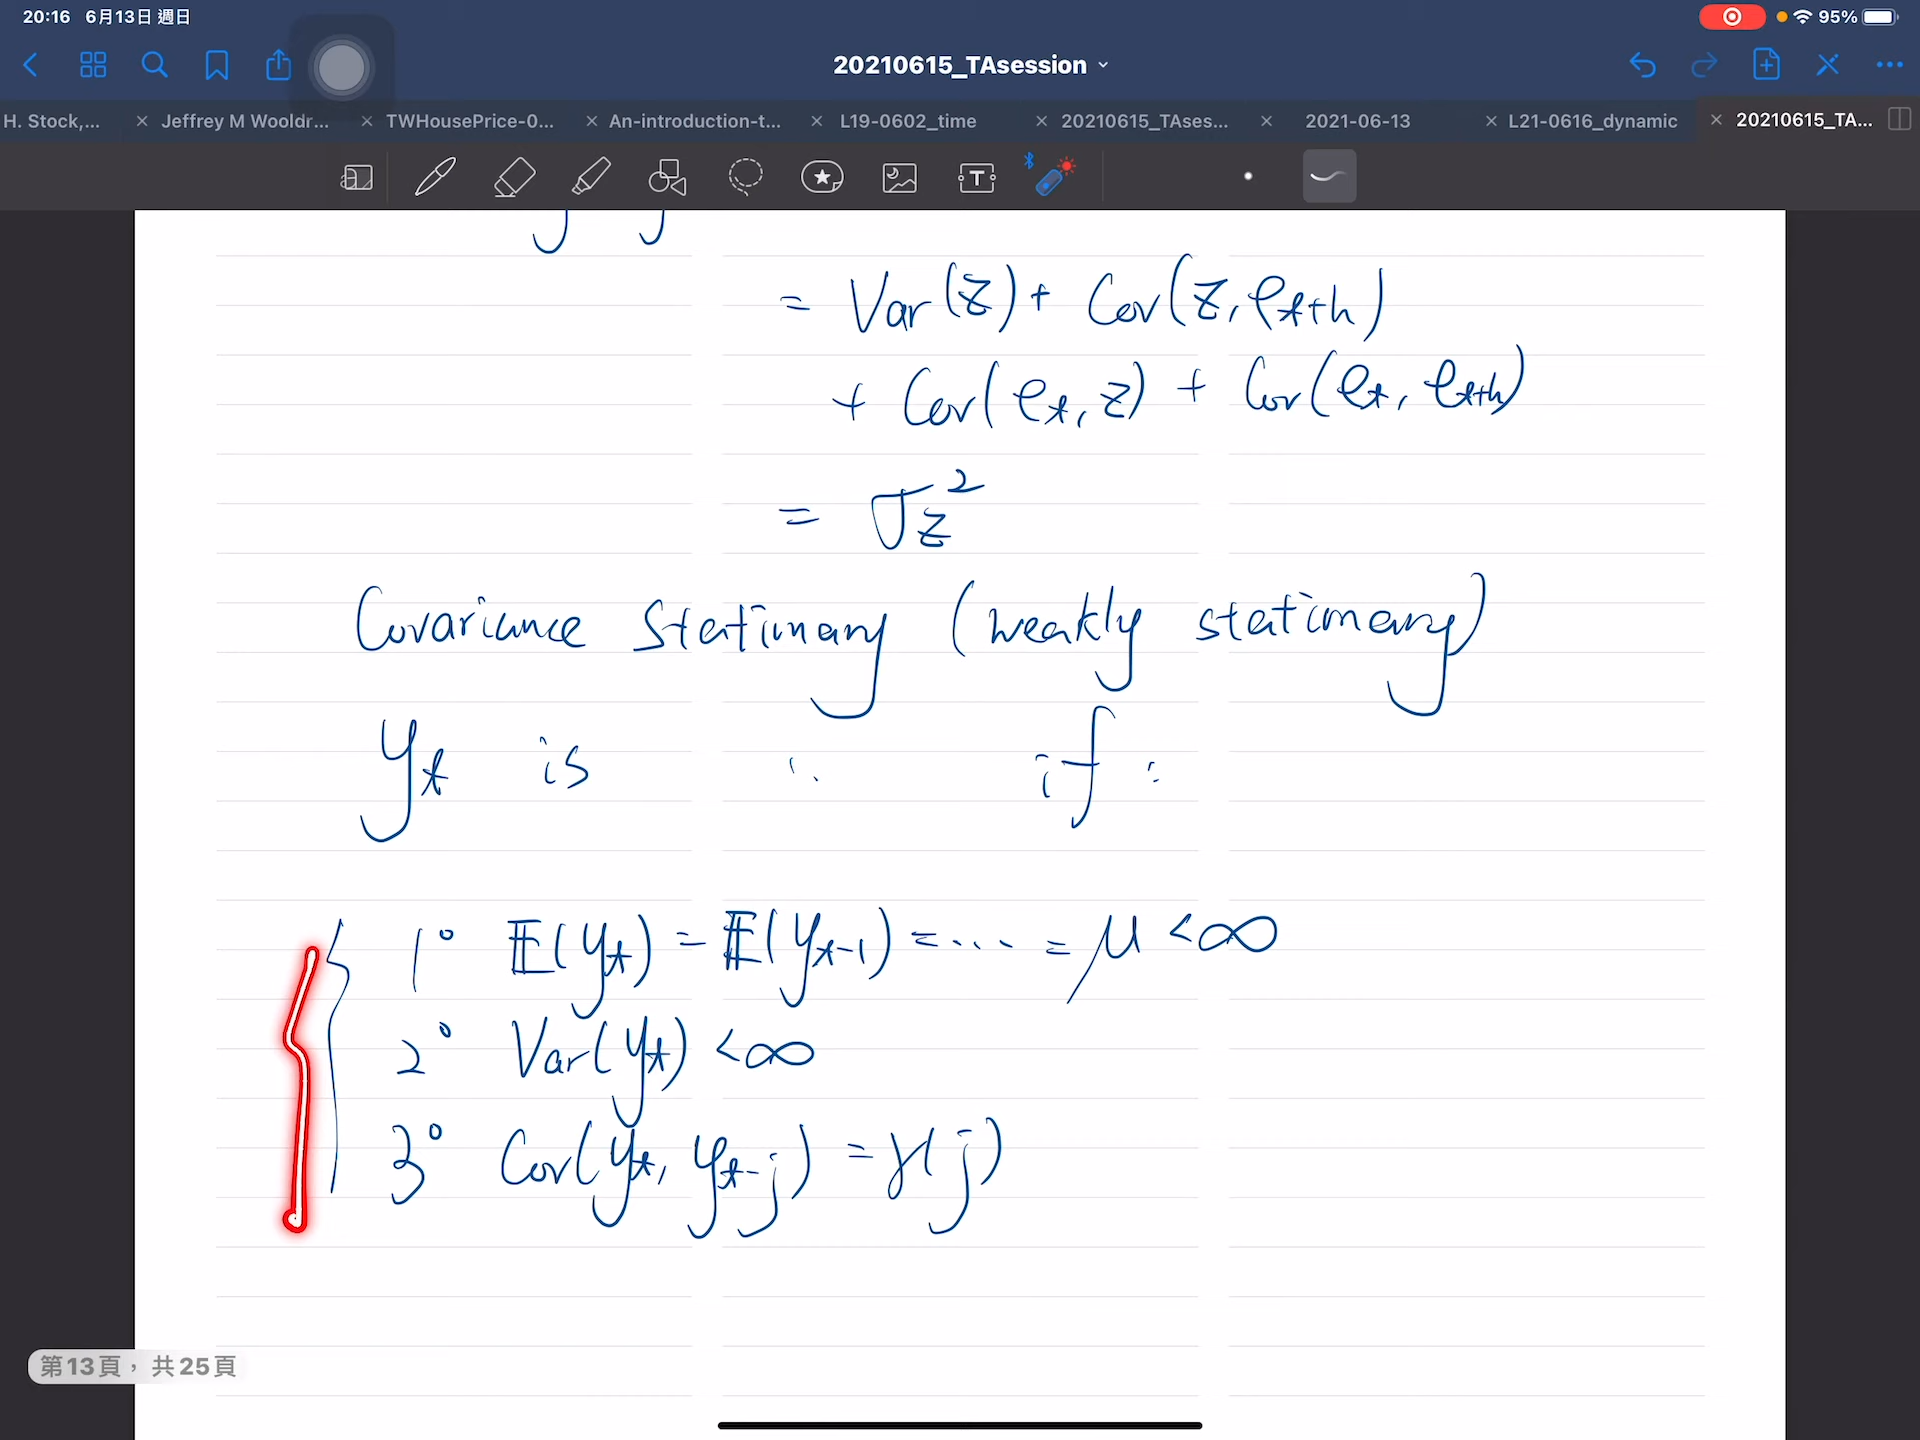 20:16 6月13日 週日
95%
20210615_TAsession
H. Stock,... × Jeffrey M Wooldr... × TWHousePrice-0... × An-introduction-t... × L19-0602_time × 20210615_TAses... × 2021-06-13 × L21-0616_dynamic × 20210615_TA...
= Var(z) + Cov(z, e_{t+h})
+ Cov(e_t, z) + Cov(e_t, e_{t+h})
= σ_z^2
Covariance Stationary (weakly stationary)
y_t is if :
1° 𝔼(y_t) = 𝔼(y_{t-1}) = ... = μ < ∞
2° Var(y_t) < ∞
3° Cov(y_t, y_{t-j}) = γ(j)
第13頁，共25頁